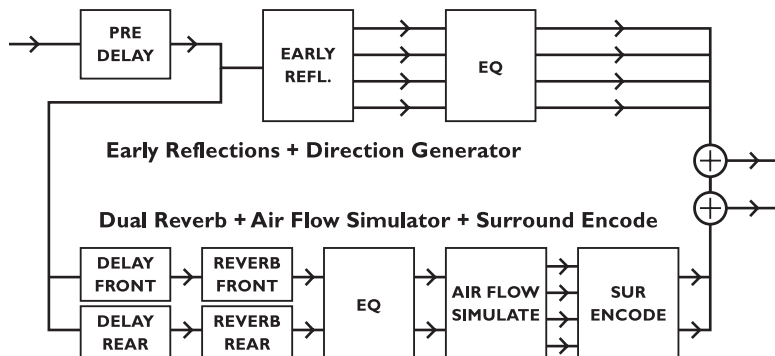 PRE
DELAY
EARLY
REFL.
EQ
Early Reflections + Direction Generator
Dual Reverb + Air Flow Simulator + Surround Encode
DELAY
FRONT
REVERB
FRONT
EQ
AIR FLOW
SIMULATE
SUR
ENCODE
DELAY
REAR
REVERB
REAR